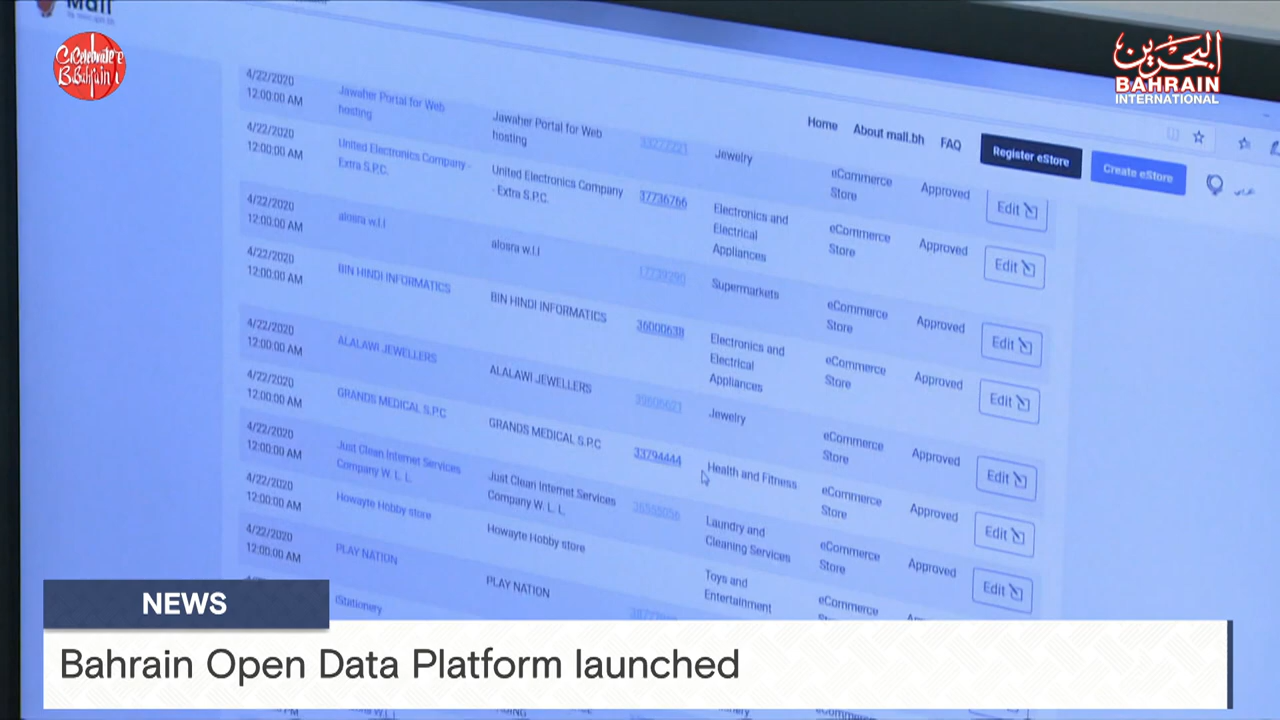 Mall
Celebrate
Bahrain
البحرين
BAHRAIN
INTERNATIONAL
Home About mall.bh FAQ Register eStore Create eStore
4/22/2020 Jawaher Portal for Web Jawaher Portal for Web Jewelry eCommerce Approved Edit
12:00:00 AM hosting hosting Store
4/22/2020 United Electronics Company - United Electronics Company 37736766 Electronics and eCommerce Approved Edit
12:00:00 AM Extra S.P.C. - Extra S.P.C. Electrical Store
Appliances
4/22/2020 alosra w.l.l alosra w.l.l Supermarkets eCommerce Approved Edit
12:00:00 AM Store
4/22/2020 BIN HINDI INFORMATICS BIN HINDI INFORMATICS 36000638 Electronics and eCommerce Approved Edit
12:00:00 AM Electrical Store
Appliances
4/22/2020 ALALAWI JEWELLERS ALALAWI JEWELLERS Jewelry eCommerce Approved Edit
12:00:00 AM Store
4/22/2020 GRANDS MEDICAL S.P.C GRANDS MEDICAL S.P.C 33794444 Health and Fitness eCommerce Approved Edit
12:00:00 AM Store
4/22/2020 Just Clean Internet Services Just Clean Internet Services Laundry and eCommerce Approved Edit
12:00:00 AM Company W. L. L. Company W. L. L. Cleaning Services Store
4/22/2020 Howayte Hobby store Howayte Hobby store Toys and eCommerce
12:00:00 AM Entertainment
4/22/2020 PLAY NATION PLAY NATION
12:00:00 AM
iStationery
NEWS
Bahrain Open Data Platform launched